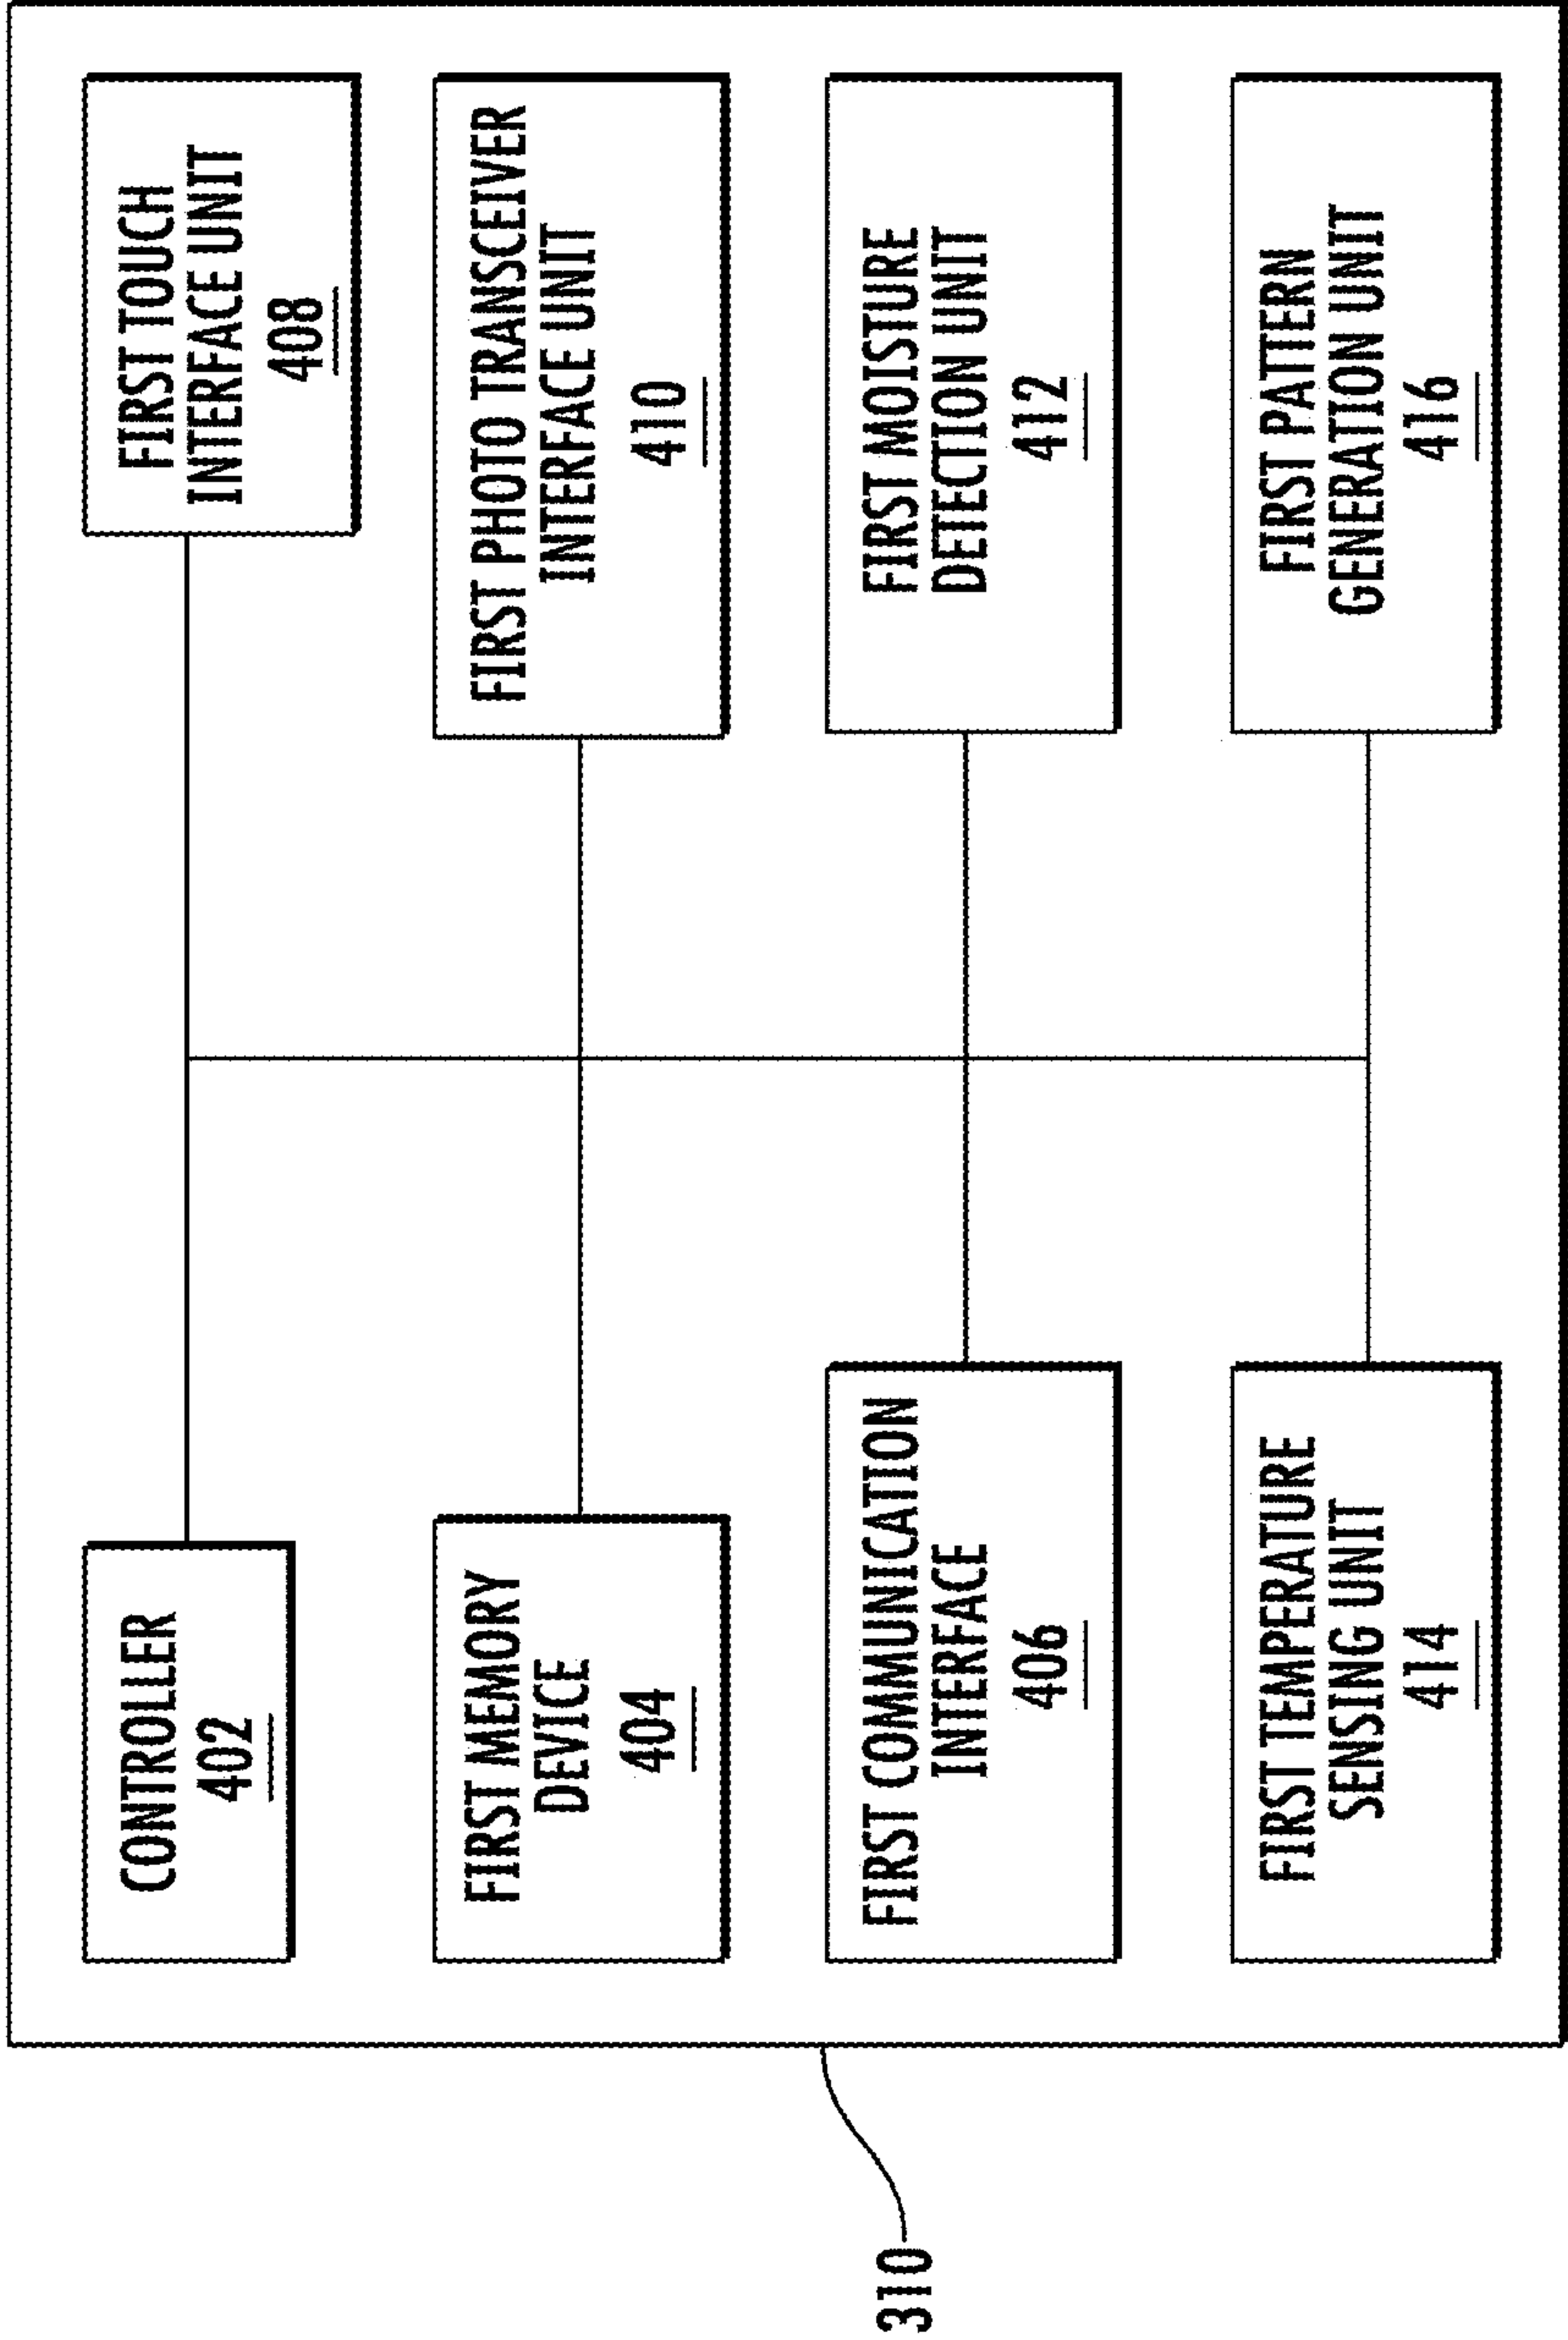 CONTROLLER
402
FIRST TOUCH
INTERFACE UNIT
408
FIRST MEMORY
DEVICE
404
FIRST PHOTO TRANSCEIVER
INTERFACE UNIT
410
FIRST COMMUNICATION
INTERFACE
406
FIRST MOISTURE
DETECTION UNIT
412
FIRST TEMPERATURE
SENSING UNIT
414
FIRST PATTERN
GENERATION UNIT
416
310